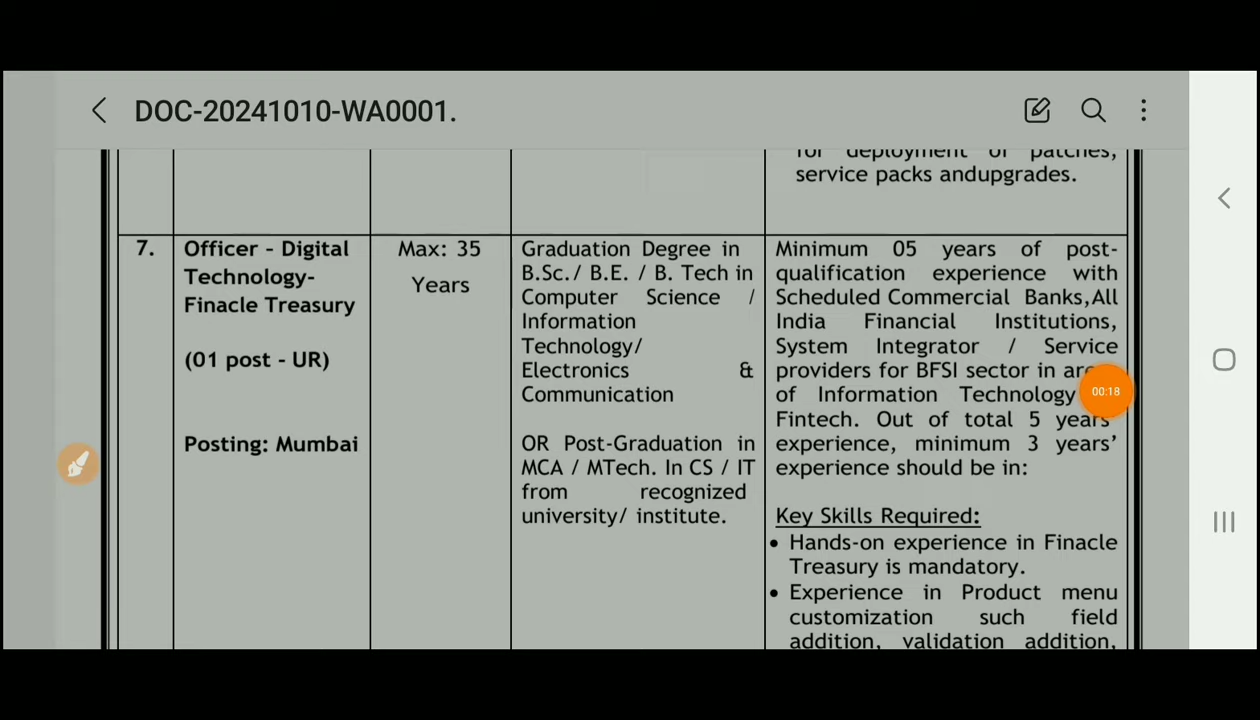 DOC-20241010-WA0001.
for deployment of patches,
service packs andupgrades.
7.
Officer - Digital
Technology-
Finacle Treasury
(01 post - UR)
Posting: Mumbai
Max: 35
Years
Graduation Degree in
B.Sc./ B.E. / B. Tech in
Computer Science /
Information
Technology/
Electronics &
Communication
OR Post-Graduation in
MCA / MTech. In CS / IT
from recognized
university/ institute.
Minimum 05 years of post-
qualification experience with
Scheduled Commercial Banks,All
India Financial Institutions,
System Integrator / Service
providers for BFSI sector in
of Information Technology
Fintech. Out of total 5 years
experience, minimum 3 years’
experience should be in:
Key Skills Required:
• Hands-on experience in Finacle
Treasury is mandatory.
• Experience in Product menu
customization such field
addition, validation addition,
00:18